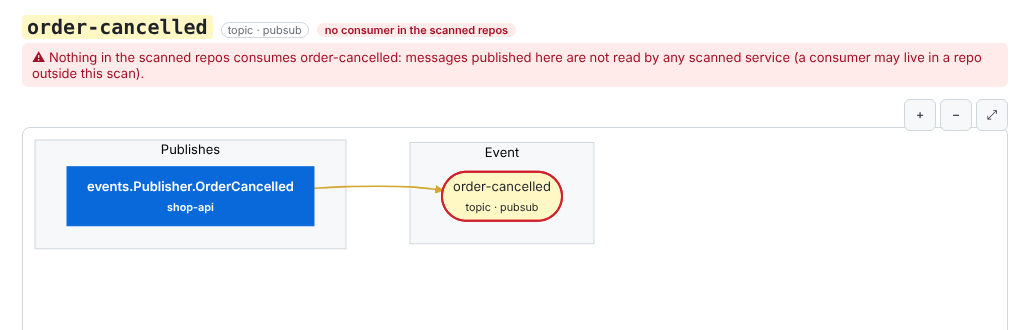 order-cancelled topic · pubsub no consumer in the scanned repos
⚠ Nothing in the scanned repos consumes order-cancelled: messages published here are not read by any scanned service (a consumer may live in a repo
outside this scan).
+ − ⤢
Publishes
events.Publisher.OrderCancelled
shop-api
Event
order-cancelled
topic · pubsub